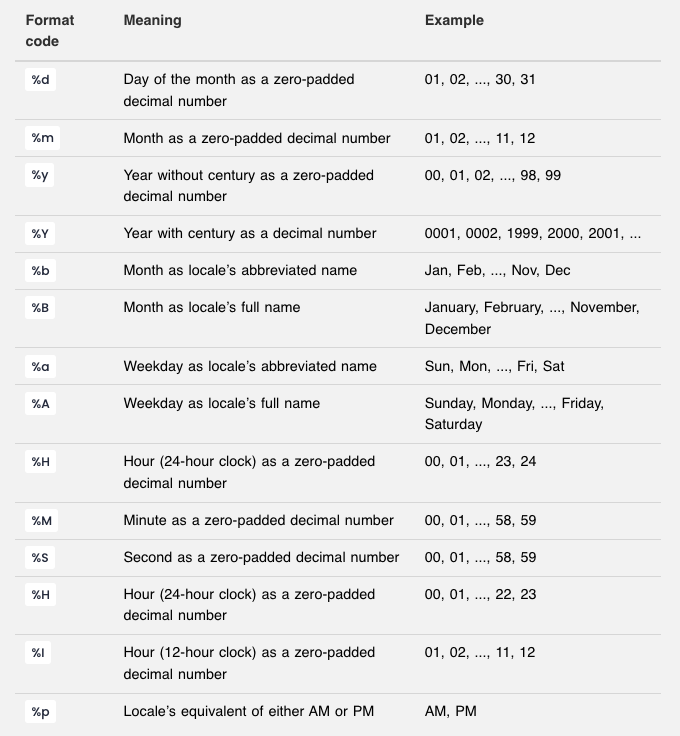 Format code Meaning Example
%d Day of the month as a zero-padded decimal number 01, 02, ..., 30, 31
%m Month as a zero-padded decimal number 01, 02, ..., 11, 12
%y Year without century as a zero-padded decimal number 00, 01, 02, ..., 98, 99
%Y Year with century as a decimal number 0001, 0002, 1999, 2000, 2001, ...
%b Month as locale's abbreviated name Jan, Feb, ..., Nov, Dec
%B Month as locale's full name January, February, ..., November, December
%a Weekday as locale's abbreviated name Sun, Mon, ..., Fri, Sat
%A Weekday as locale's full name Sunday, Monday, ..., Friday, Saturday
%H Hour (24-hour clock) as a zero-padded decimal number 00, 01, ..., 23, 24
%M Minute as a zero-padded decimal number 00, 01, ..., 58, 59
%S Second as a zero-padded decimal number 00, 01, ..., 58, 59
%H Hour (24-hour clock) as a zero-padded decimal number 00, 01, ..., 22, 23
%I Hour (12-hour clock) as a zero-padded decimal number 01, 02, ..., 11, 12
%p Locale's equivalent of either AM or PM AM, PM